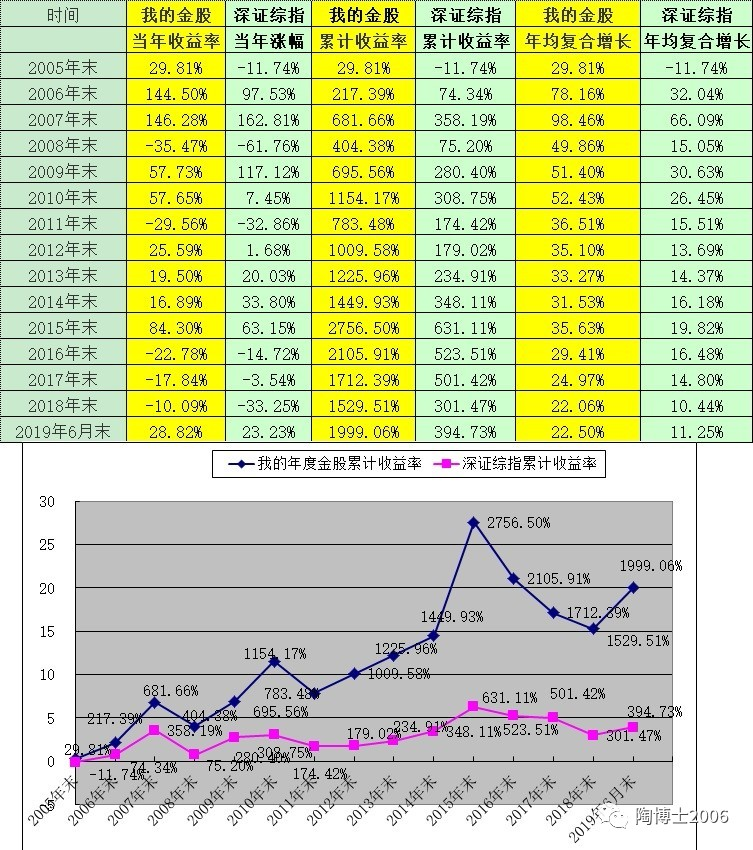 时间 我的金股 深证综指 我的金股 深证综指 我的金股 深证综指
当年收益率 当年涨幅 累计收益率 累计收益率 年均复合增长 年均复合增长
2005年末 29.81% -11.74% 29.81% -11.74% 29.81% -11.74%
2006年末 144.50% 97.53% 217.39% 74.34% 78.16% 32.04%
2007年末 146.28% 162.81% 681.66% 358.19% 98.46% 66.09%
2008年末 -35.47% -61.76% 404.38% 75.20% 49.86% 15.05%
2009年末 57.73% 117.12% 695.56% 280.40% 51.40% 30.63%
2010年末 57.65% 7.45% 1154.17% 308.75% 52.43% 26.45%
2011年末 -29.56% -32.86% 783.48% 174.42% 36.51% 15.51%
2012年末 25.59% 1.68% 1009.58% 179.02% 35.10% 13.69%
2013年末 19.50% 20.03% 1225.96% 234.91% 33.27% 14.37%
2014年末 16.89% 33.80% 1449.93% 348.11% 31.53% 16.18%
2015年末 84.30% 63.15% 2756.50% 631.11% 35.63% 19.82%
2016年末 -22.78% -14.72% 2105.91% 523.51% 29.41% 16.48%
2017年末 -17.84% -3.54% 1712.39% 501.42% 24.97% 14.80%
2018年末 -10.09% -33.25% 1529.51% 301.47% 22.06% 10.44%
2019年6月末 28.82% 23.23% 1999.06% 394.73% 22.50% 11.25%
我的年度金股累计收益率 深证综指累计收益率
30
25
20
15
10
5
0
29.81%
217.39%
681.66%
404.38%
695.56%
1154.17%
783.48%
1009.58%
1225.96%
1449.93%
2756.50%
2105.91%
1712.39%
1529.51%
1999.06%
-11.74%
74.34%
358.19%
75.20%
280.40%
308.75%
174.42%
179.02%
234.91%
348.11%
631.11%
523.51%
501.42%
301.47%
394.73%
2005年末
2006年末
2007年末
2008年末
2009年末
2010年末
2011年末
2012年末
2013年末
2014年末
2015年末
2016年末
2017年末
2018年末
陶博士2006